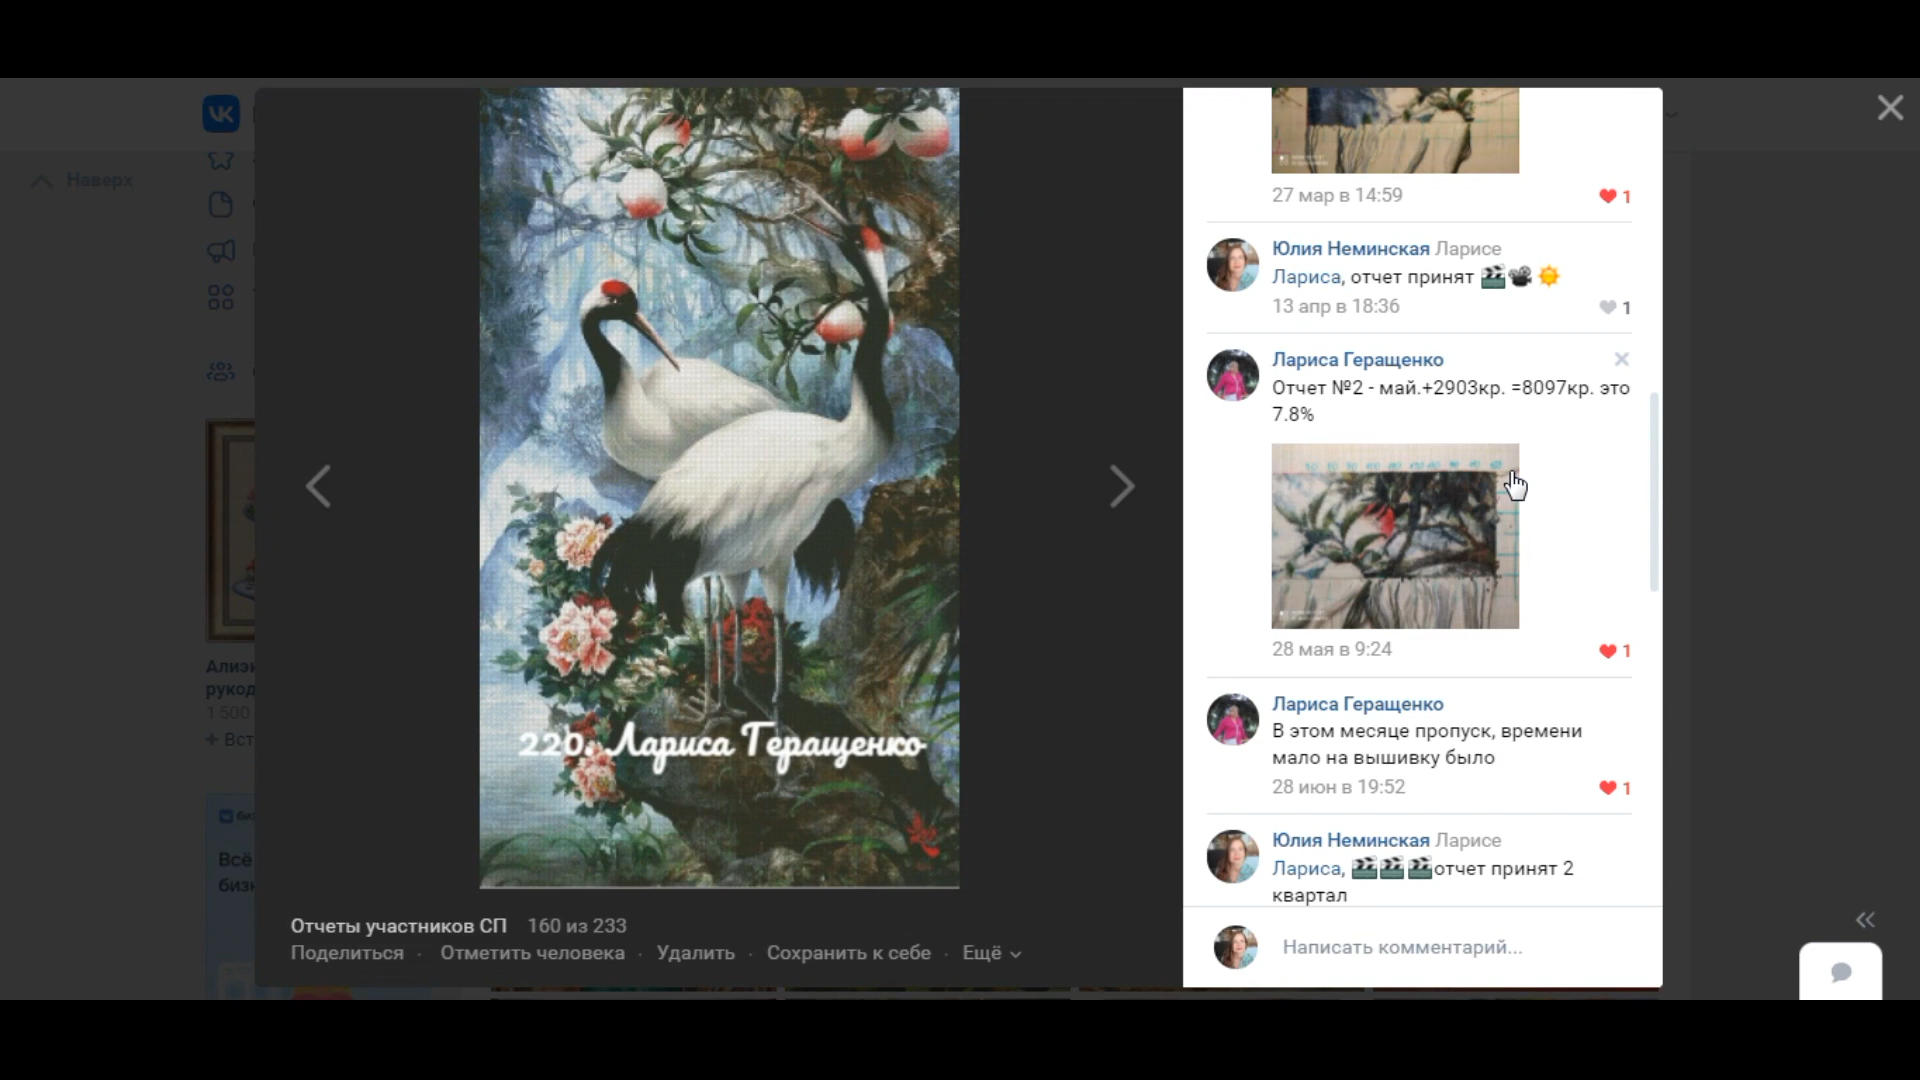 Наверх
27 мар в 14:59
1
Юлия Неминская Ларисе
Лариса, отчет принят
13 апр в 18:36
1
Лариса Геращенко
Отчет №2 - май.+2903кр. =8097кр. это
7.8%
28 мая в 9:24
1
Лариса Геращенко
В этом месяце пропуск, времени
мало на вышивку было
28 июн в 19:52
1
Юлия Неминская Ларисе
Лариса, отчет принят 2
квартал
Написать комментарий...
220. Лариса Геращенко
Отчеты участников СП 160 из 233
Поделиться · Отметить человека · Удалить · Сохранить к себе · Ещё
1 500
Всё